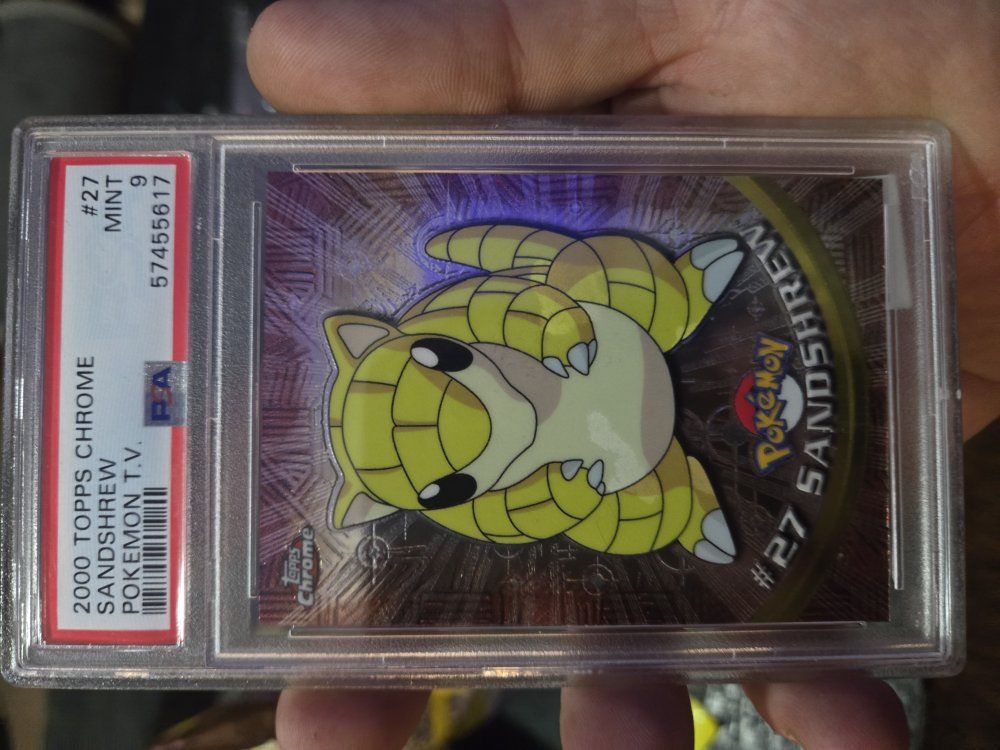 2000 TOPPS CHROME #27
SANDSHREW MINT
POKEMON T.V. 9
PSA 57455617
TOPPS
Chrome
POKéMON
#27 SANDSHREW